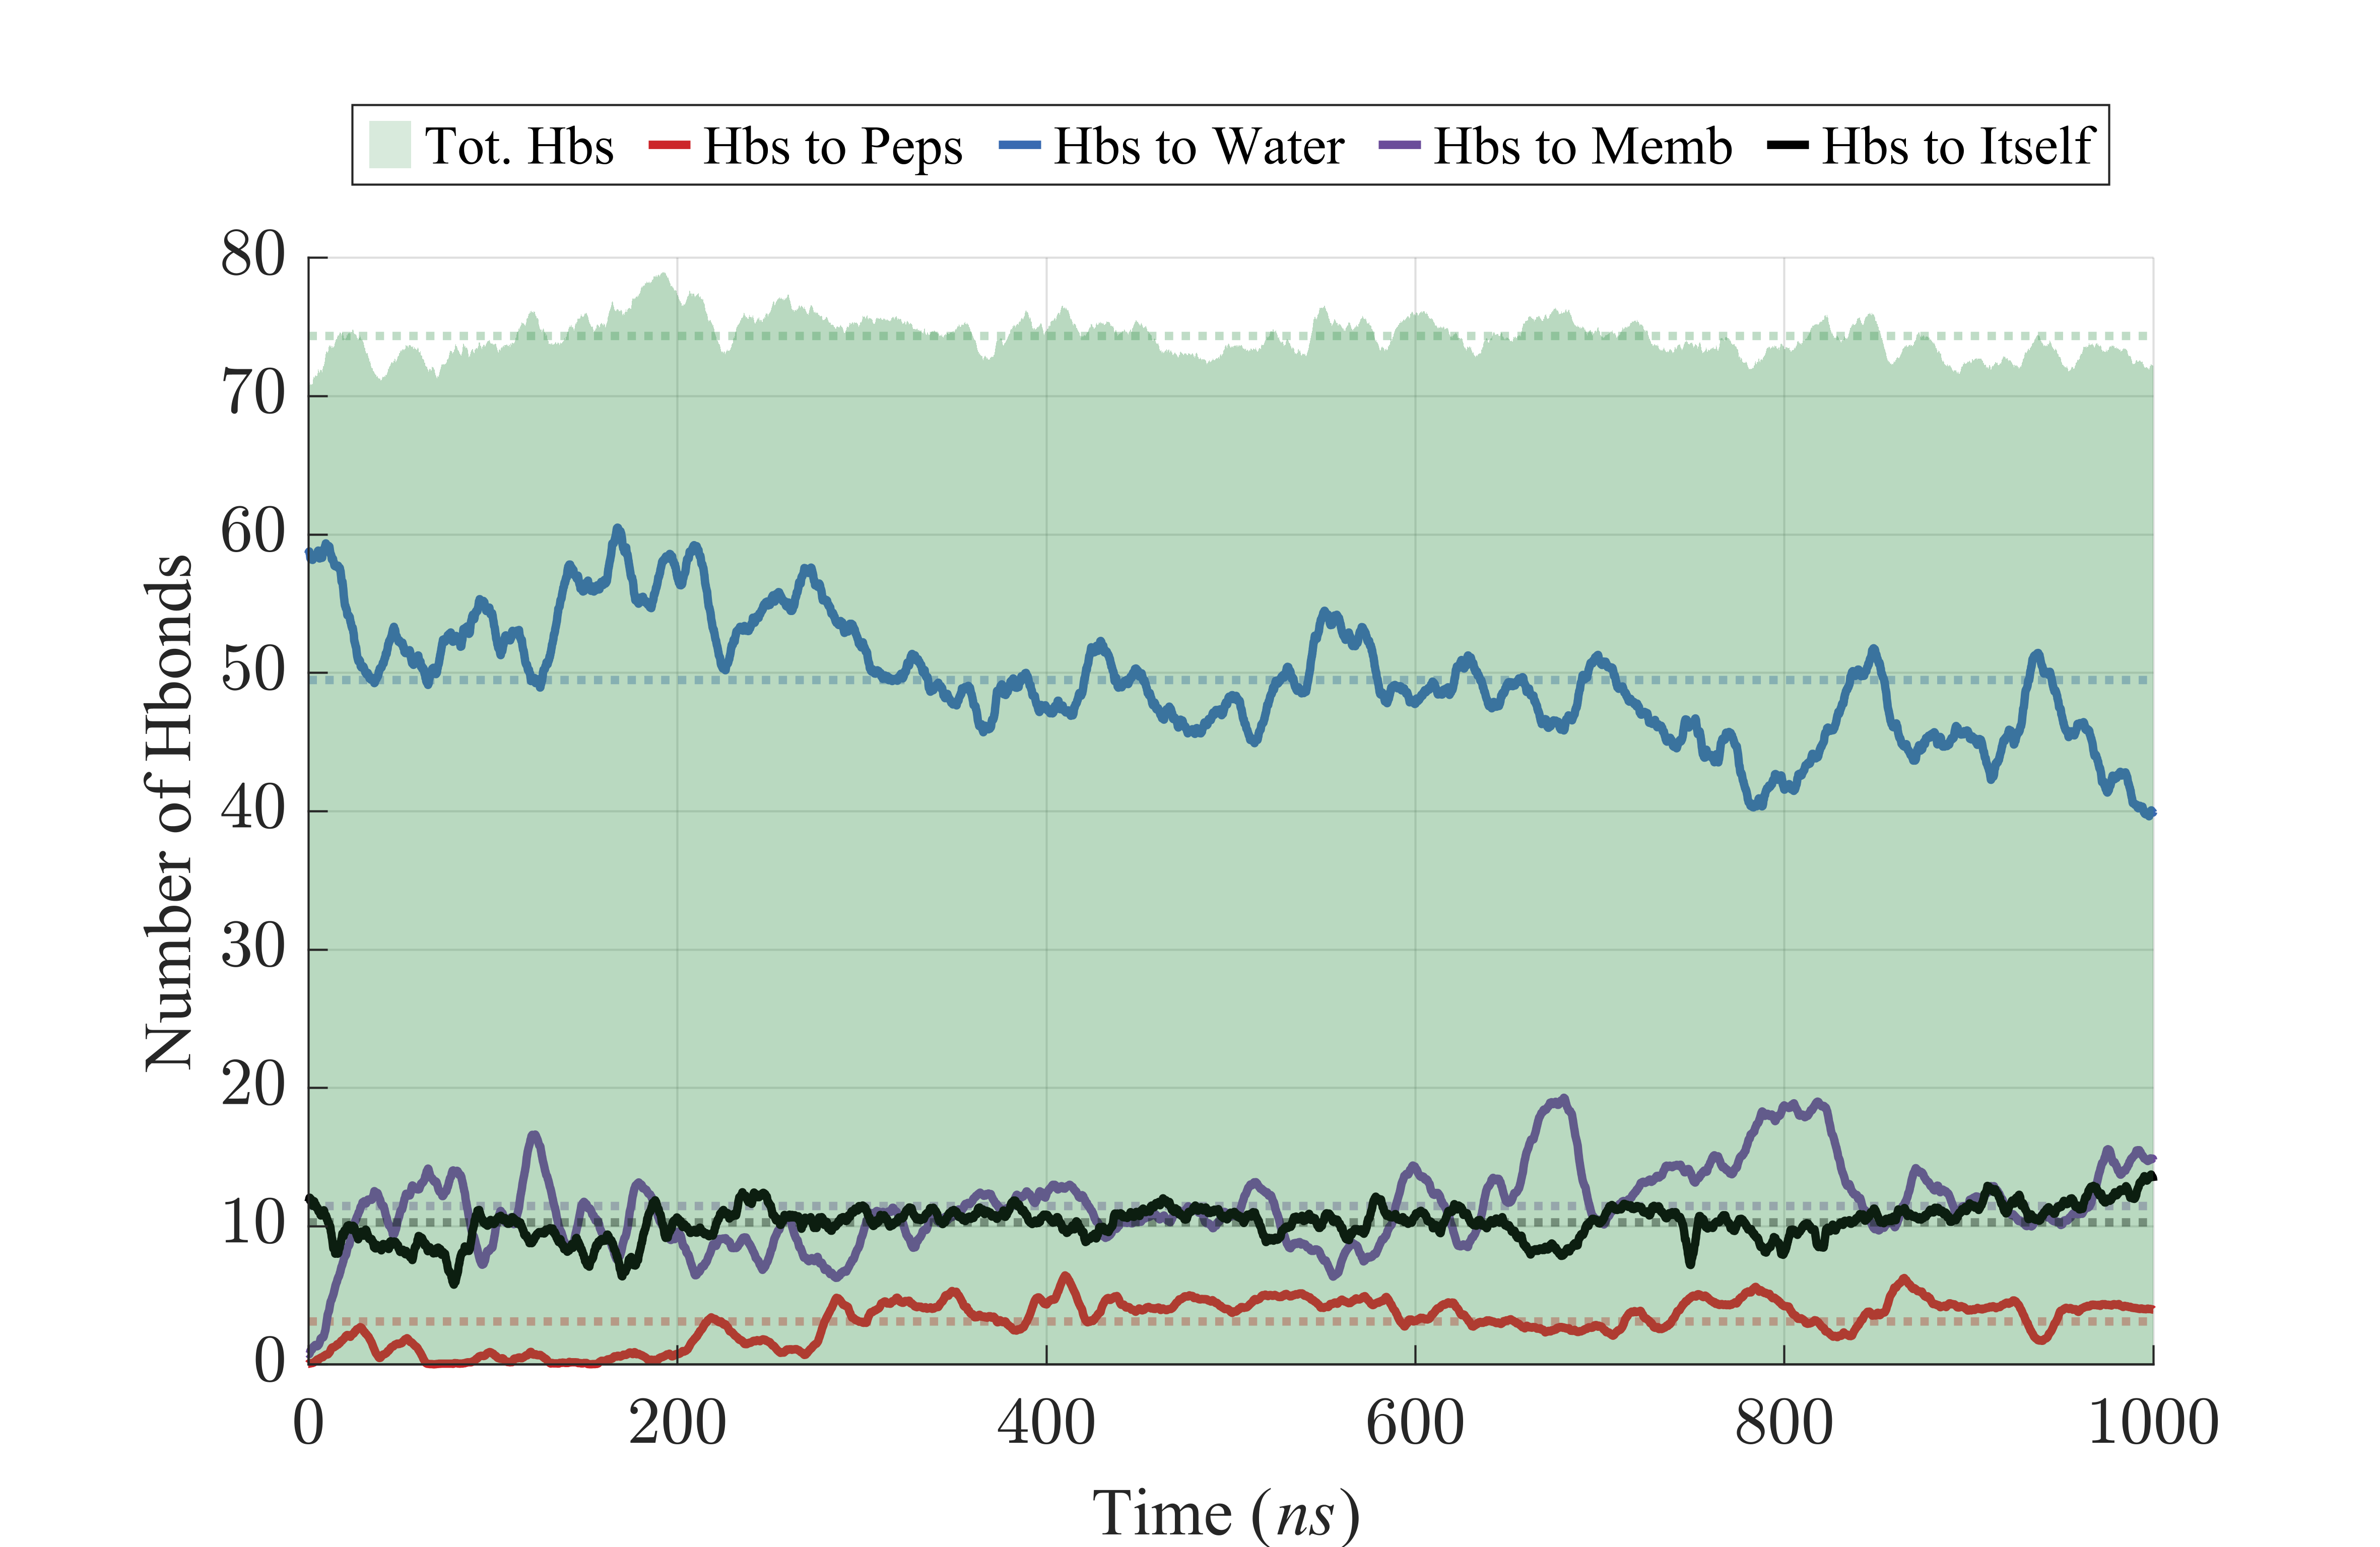 Tot. Hbs Hbs to Peps Hbs to Water Hbs to Memb Hbs to Itself
80
70
60
50
40
30
20
10
0
Number of Hbonds
0 200 400 600 800 1000
Time (ns)